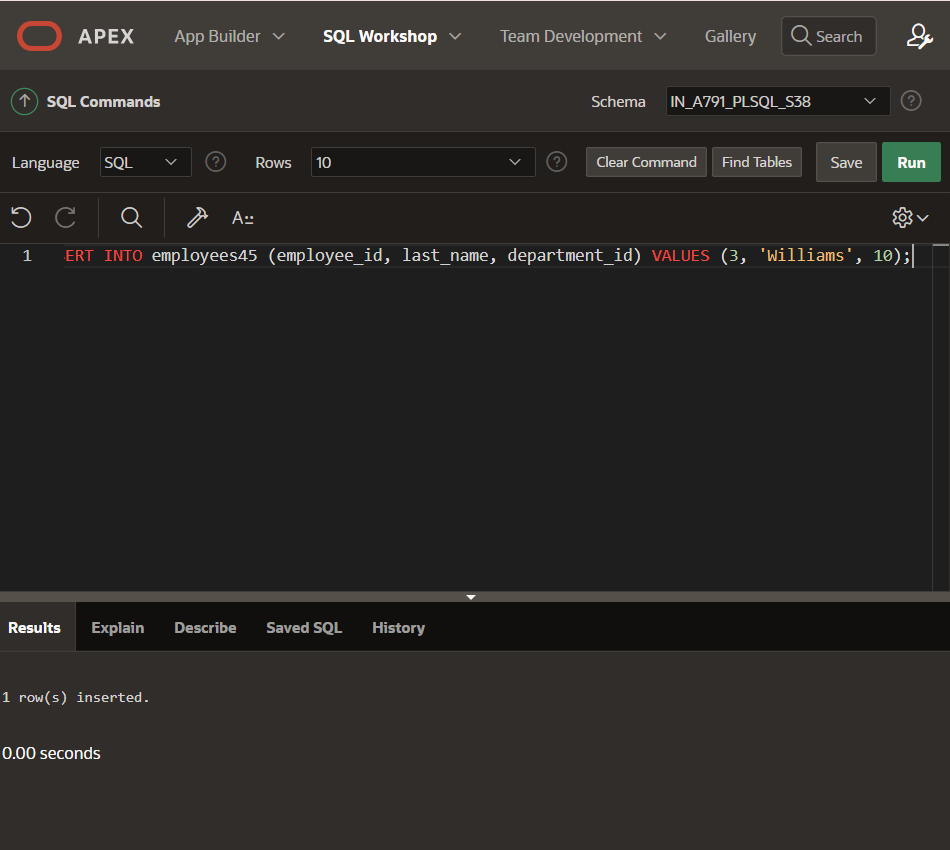 APEX App Builder SQL Workshop Team Development Gallery Search
SQL Commands Schema IN_A791_PLSQL_S38 ?
Language SQL ? Rows 10 ? Clear Command Find Tables Save Run
A::
1 ERT INTO employees45 (employee_id, last_name, department_id) VALUES (3, 'Williams', 10);
Results Explain Describe Saved SQL History
1 row(s) inserted.
0.00 seconds